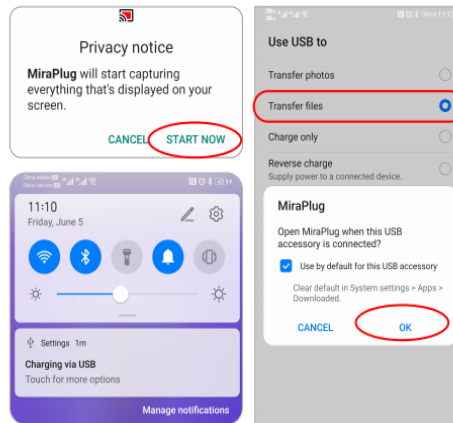 Privacy notice
MiraPlug will start capturing
everything that's displayed on your
screen.
CANCEL START NOW
11:10
Friday, June 5
Settings 1m
Charging via USB
Touch for more options
Manage notifications
Use USB to
Transfer photos
Transfer files
Charge only
Reverse charge
Supply power to a connected device.
MiraPlug
Open MiraPlug when this USB
accessory is connected?
Use by default for this USB accessory
Clear default in System settings > Apps >
Downloaded.
CANCEL OK